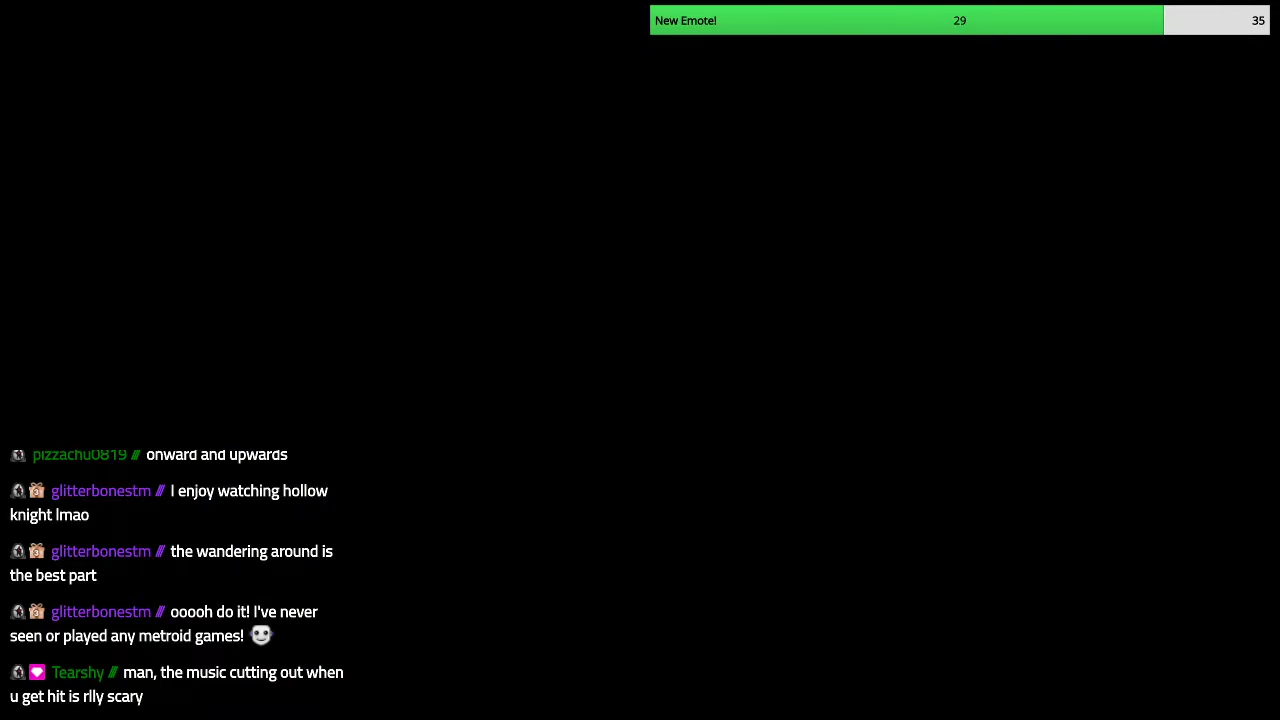 New Emote! 29 35
pizzachu0819 /// onward and upwards
glitterbonestm /// I enjoy watching hollow
knight lmao
glitterbonestm /// the wandering around is
the best part
glitterbonestm /// ooooh do it! I've never
seen or played any metroid games!
Tearshy /// man, the music cutting out when
u get hit is rlly scary